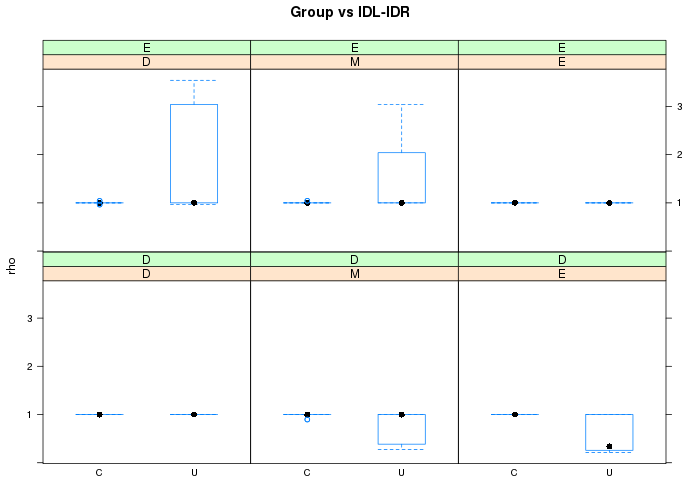 Group vs IDL-IDR
E E E
D M E
3
2
1
rho
D D D
D M E
3
2
1
C U C U C U